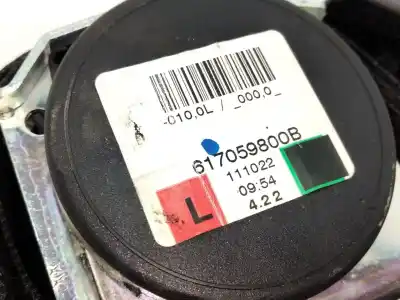 -010,0L / _000,0_
617059800B
111022
09:54
4.22
L